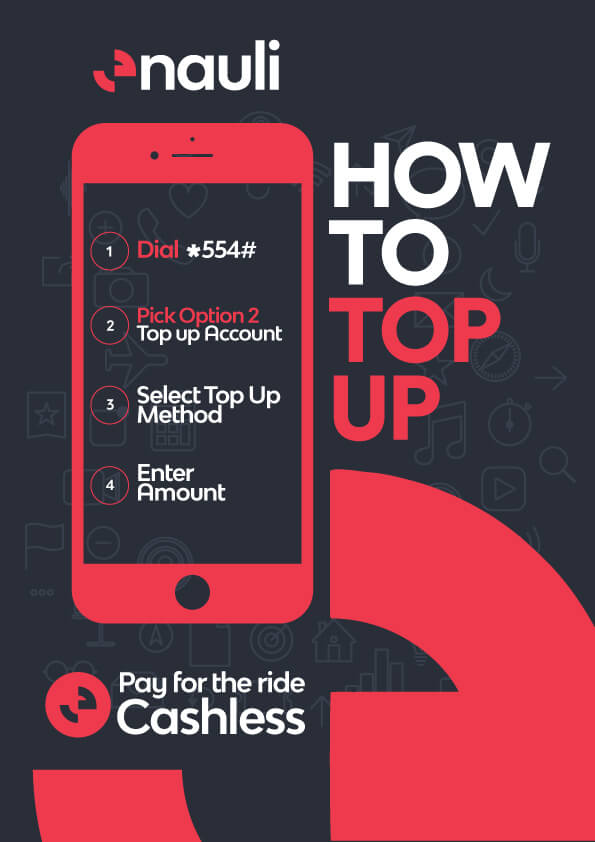 enauli
HOW
TO
TOP
UP
1 Dial *554#
2 Pick Option 2
Top up Account
3 Select Top Up
Method
4 Enter
Amount
Pay for the ride
Cashless